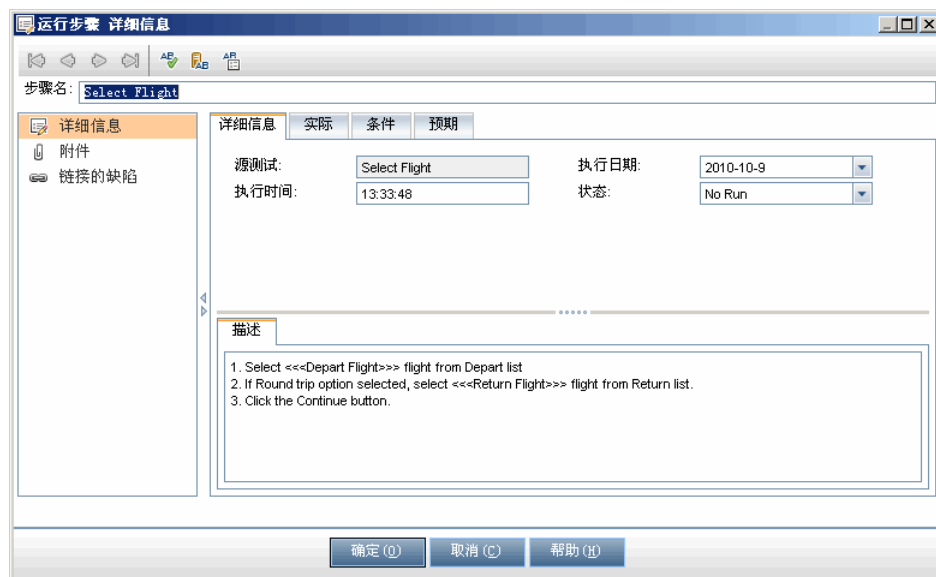 运行步骤 详细信息
步骤名: Select Flight
详细信息
附件
链接的缺陷
详细信息 实际 条件 预期
源测试: Select Flight 执行日期: 2010-10-9
执行时间: 13:33:48 状态: No Run
描述
1. Select <<<Depart Flight>>> flight from Depart list
2. If Round trip option selected, select <<<Return Flight>>> flight from Return list.
3. Click the Continue button.
确定(O) 取消(C) 帮助(H)